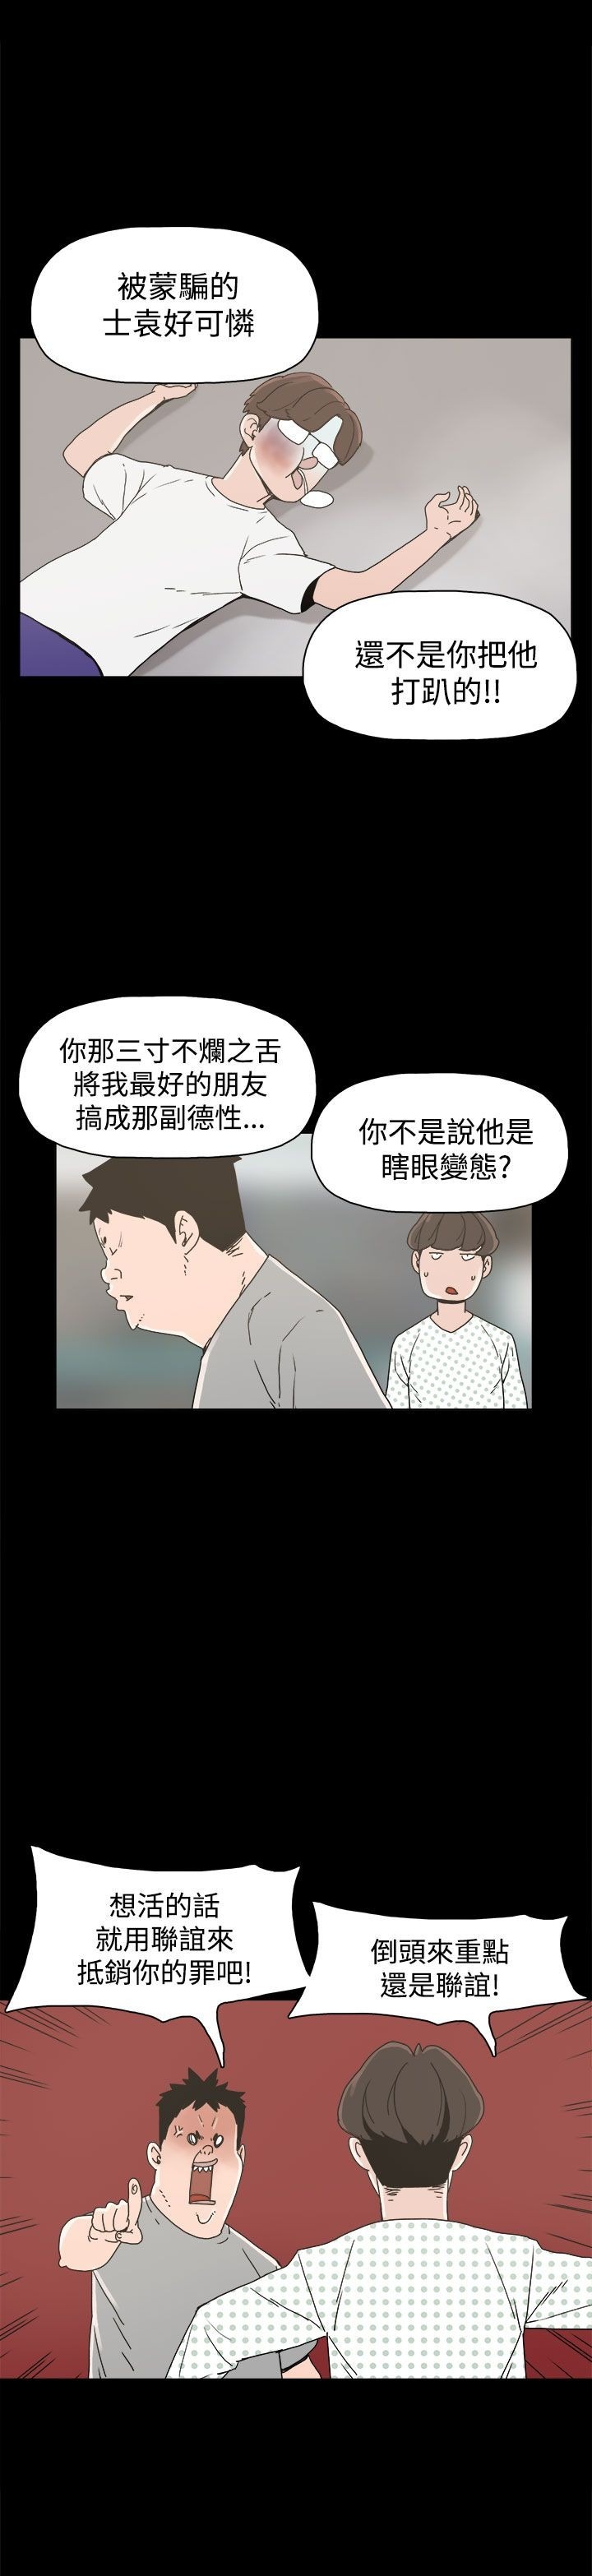 被蒙騙的
士袁好可憐
還不是你把他
打趴的!!
你那三寸不爛之舌
將我最好的朋友
搞成那副德性...
你不是說他是
瞎眼變態?
想活的話
就用聯誼來
抵銷你的罪吧!
倒頭來重點
還是聯誼!